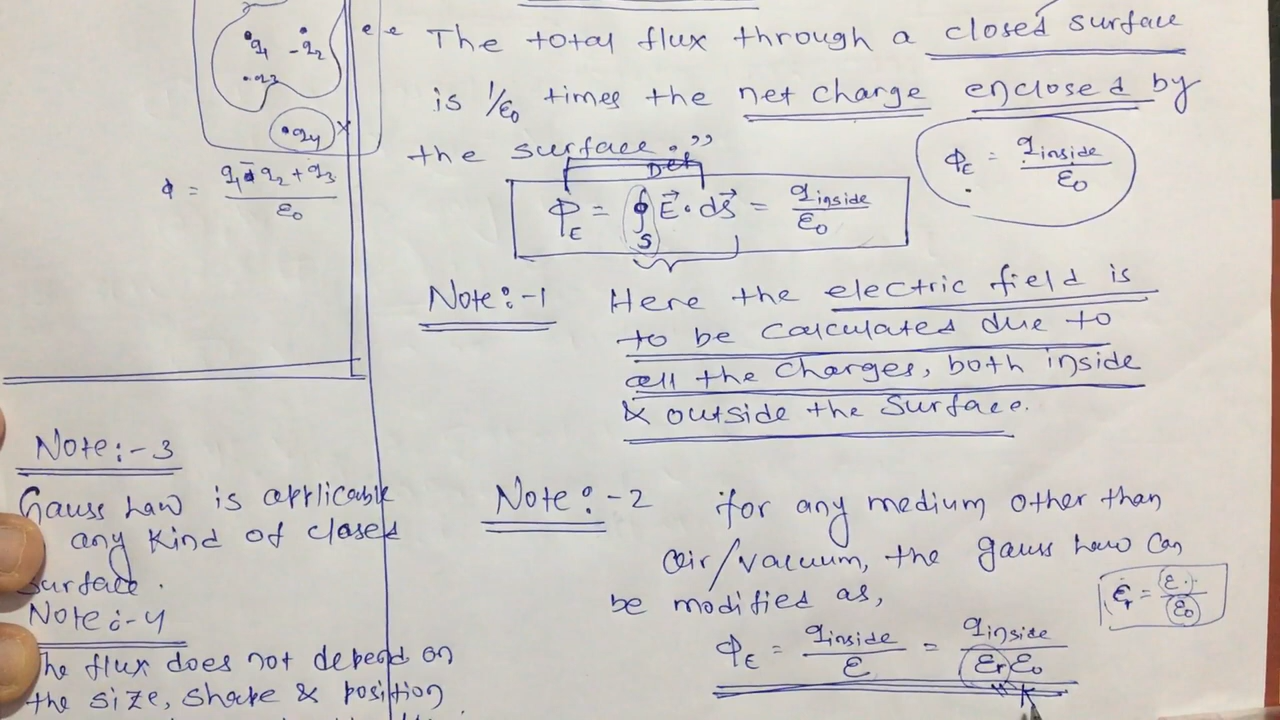 q1 -q2
q3
q4 x
ϕ = q1 - q2 + q3 / ε0
ee The total flux through a closed surface
is 1/ε0 times the net charge enclosed by
the surface."
Def
ϕE = ∮S E⃗ · ds⃗ = qinside / ε0
ϕE = qinside / ε0
Note:-1 Here the electric field is
to be calculated due to
all the charges, both inside
& outside the surface.
Note:-2 for any medium other than
air/vacuum, the gauss law can
be modified as,
εr = ε / ε0
ϕE = qinside / ε = qinside / εr ε0
Note:-3
Gauss Law is applicable
any kind of closed
surface.
Note:-4
The flux does not depend on
the size, shape & position